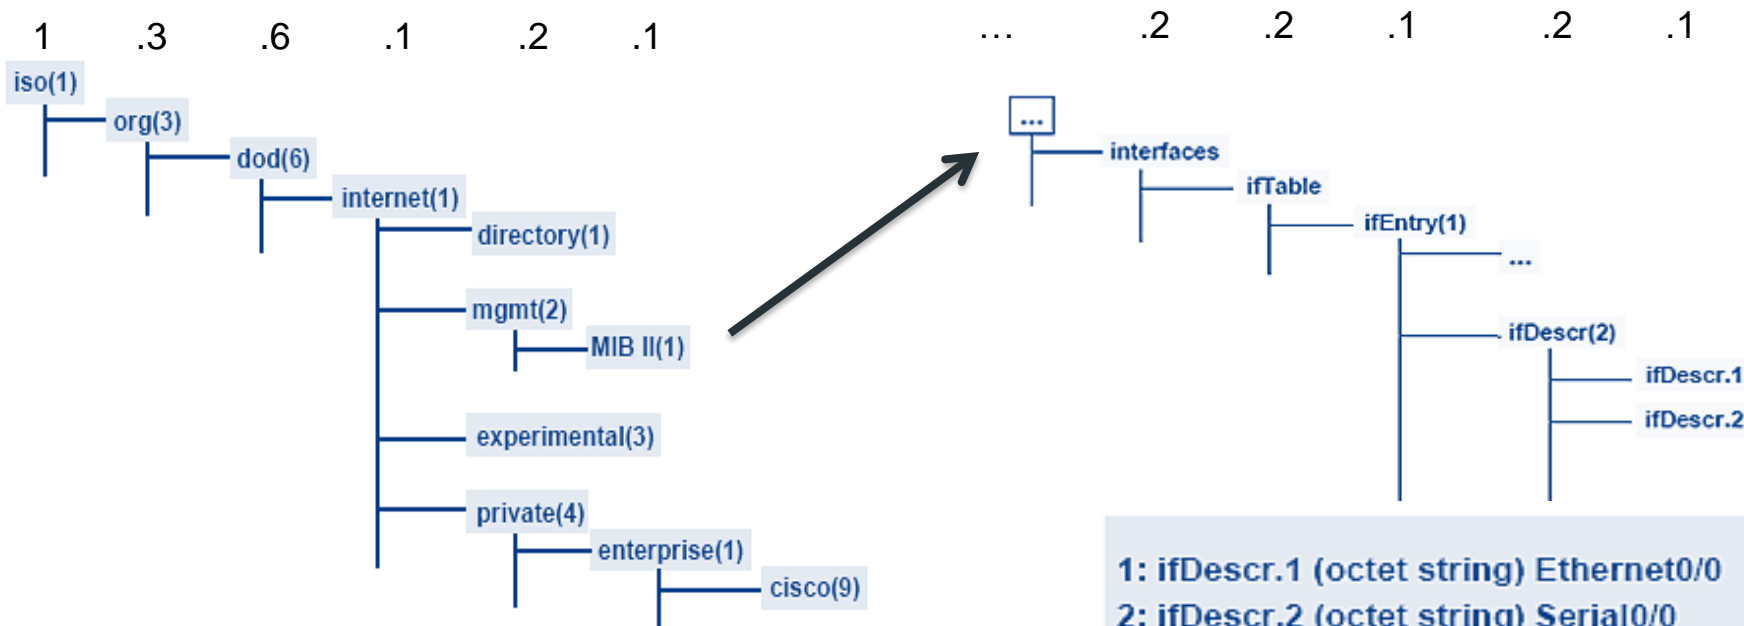 1 .3 .6 .1 .2 .1 ... .2 .2 .1 .2 .1
iso(1)
org(3)
dod(6)
internet(1)
directory(1)
mgmt(2)
MIB II(1)
experimental(3)
private(4)
enterprise(1)
cisco(9)
...
interfaces
ifTable
ifEntry(1)
...
ifDescr(2)
ifDescr.1
ifDescr.2
1: ifDescr.1 (octet string) Ethernet0/0
2: ifDescr.2 (octet string) Serial0/0